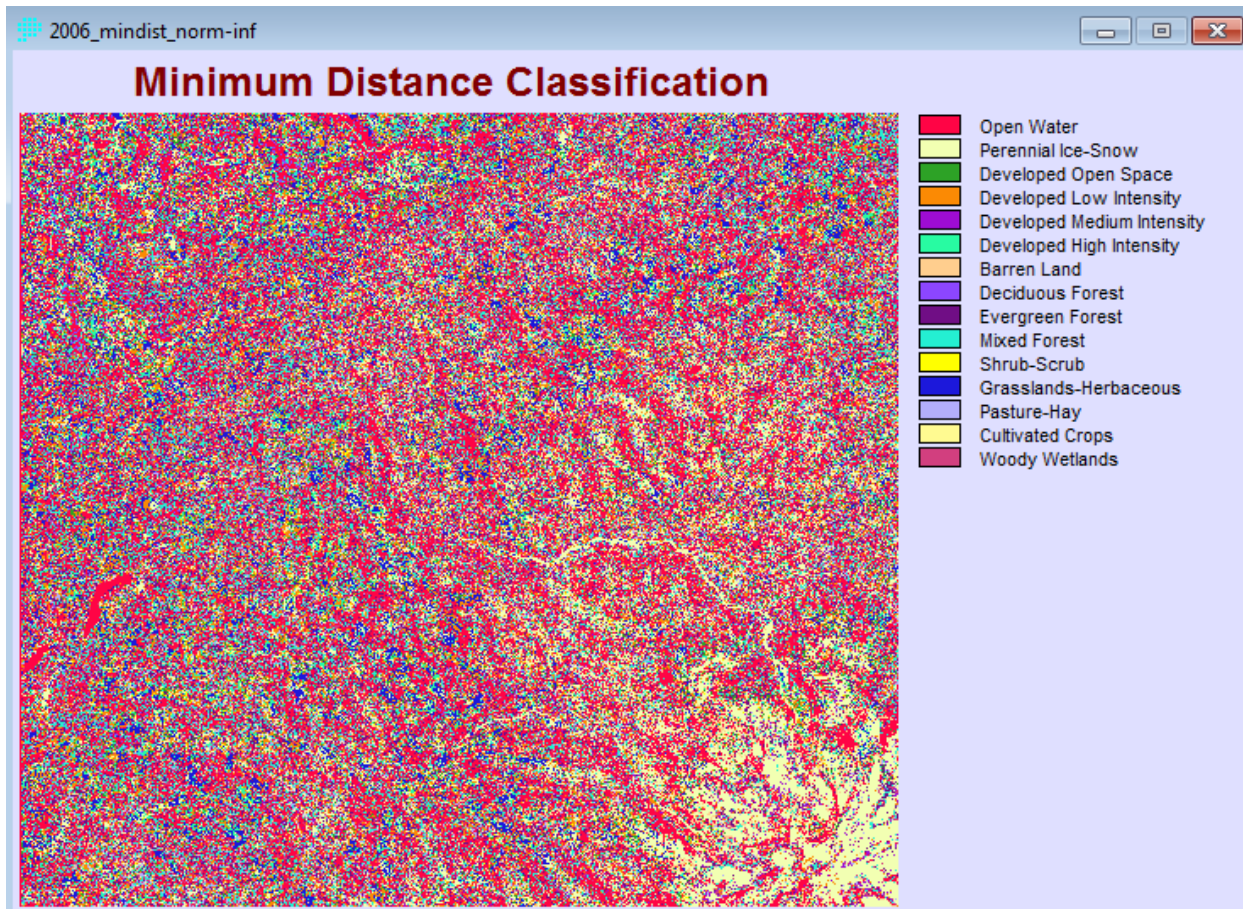 2006_mindist_norm-inf
Minimum Distance Classification
Open Water
Perennial Ice-Snow
Developed Open Space
Developed Low Intensity
Developed Medium Intensity
Developed High Intensity
Barren Land
Deciduous Forest
Evergreen Forest
Mixed Forest
Shrub-Scrub
Grasslands-Herbaceous
Pasture-Hay
Cultivated Crops
Woody Wetlands